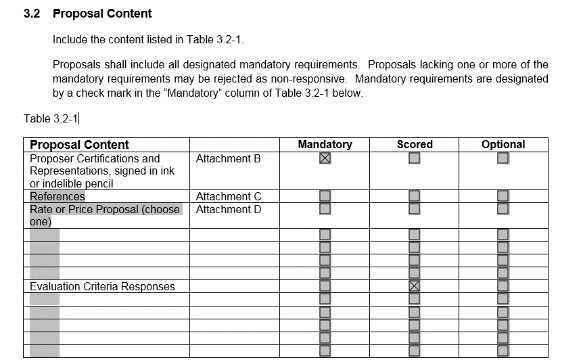 3.2 Proposal Content
Include the content listed in Table 3.2-1.
Proposals shall include all designated mandatory requirements. Proposals lacking one or more of the
mandatory requirements may be rejected as non-responsive. Mandatory requirements are designated
by a check mark in the “Mandatory” column of Table 3.2-1 below.
Table 3.2-1
Proposal Content Mandatory Scored Optional
Proposer Certifications and Attachment B
Representations, signed in ink
or indelible pencil
References Attachment C
Rate or Price Proposal (choose Attachment D
one)
Evaluation Criteria Responses